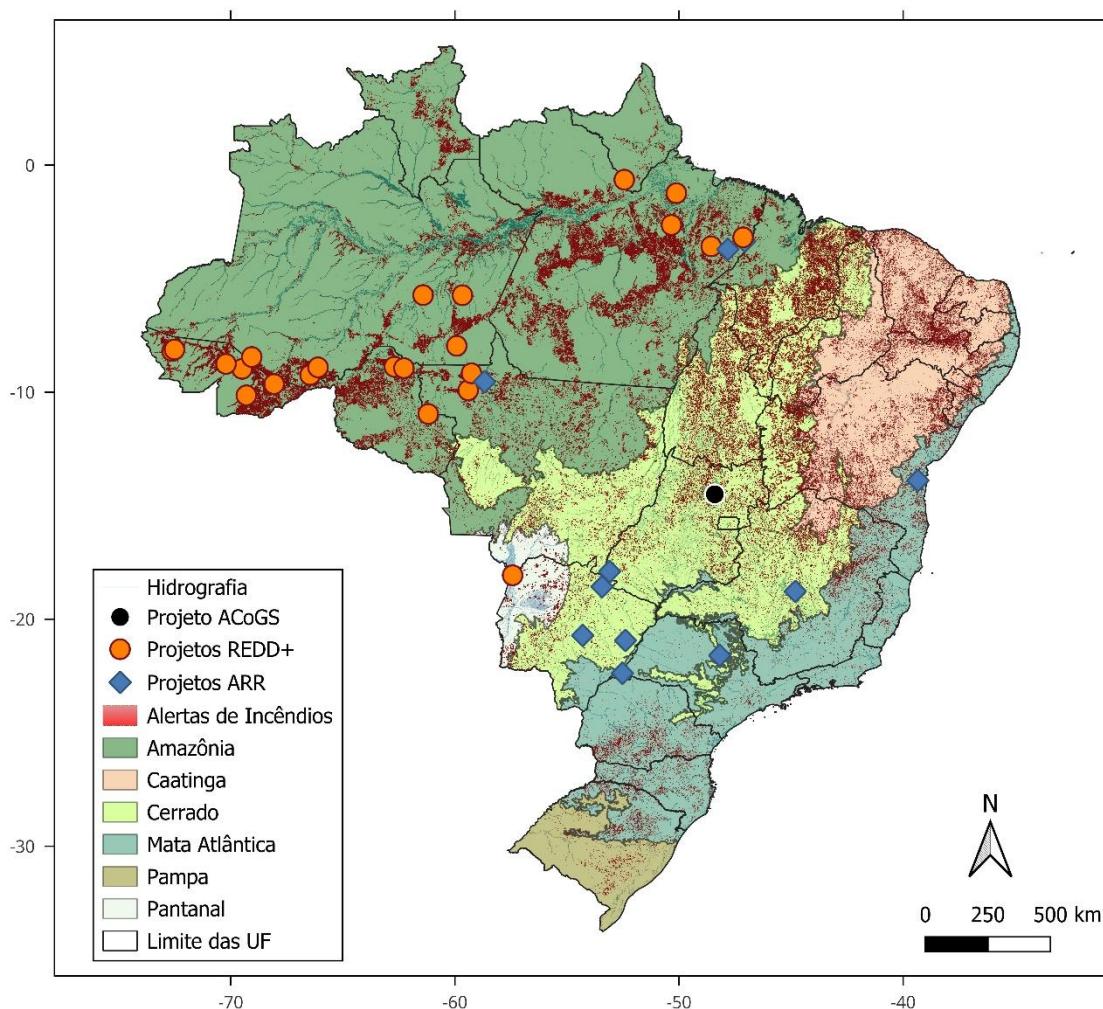 0
-10
-20
-30
Hidrografia
Projeto ACoGS
Projetos REDD+
Projetos ARR
Alertas de Incêndios
Amazônia
Caatinga
Cerrado
Mata Atlântica
Pampa
Pantanal
Limite das UF
N
0 250 500 km
-70 -60 -50 -40